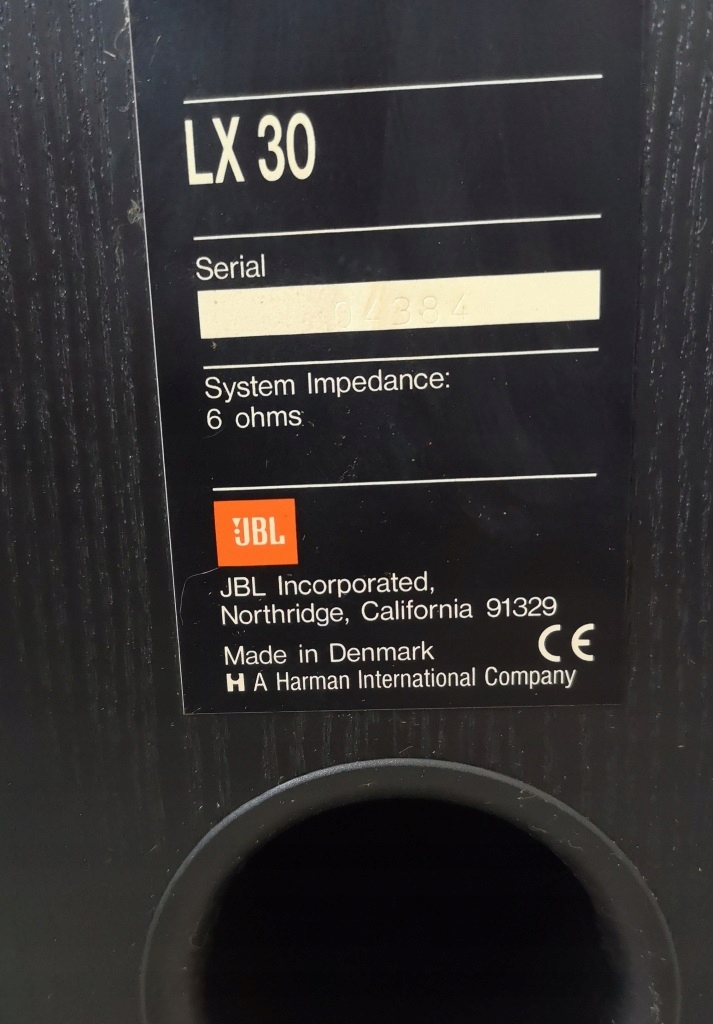 LX 30
Serial
04384
System Impedance:
6 ohms
JBL
JBL Incorporated,
Northridge, California 91329
Made in Denmark
CE
H A Harman International Company